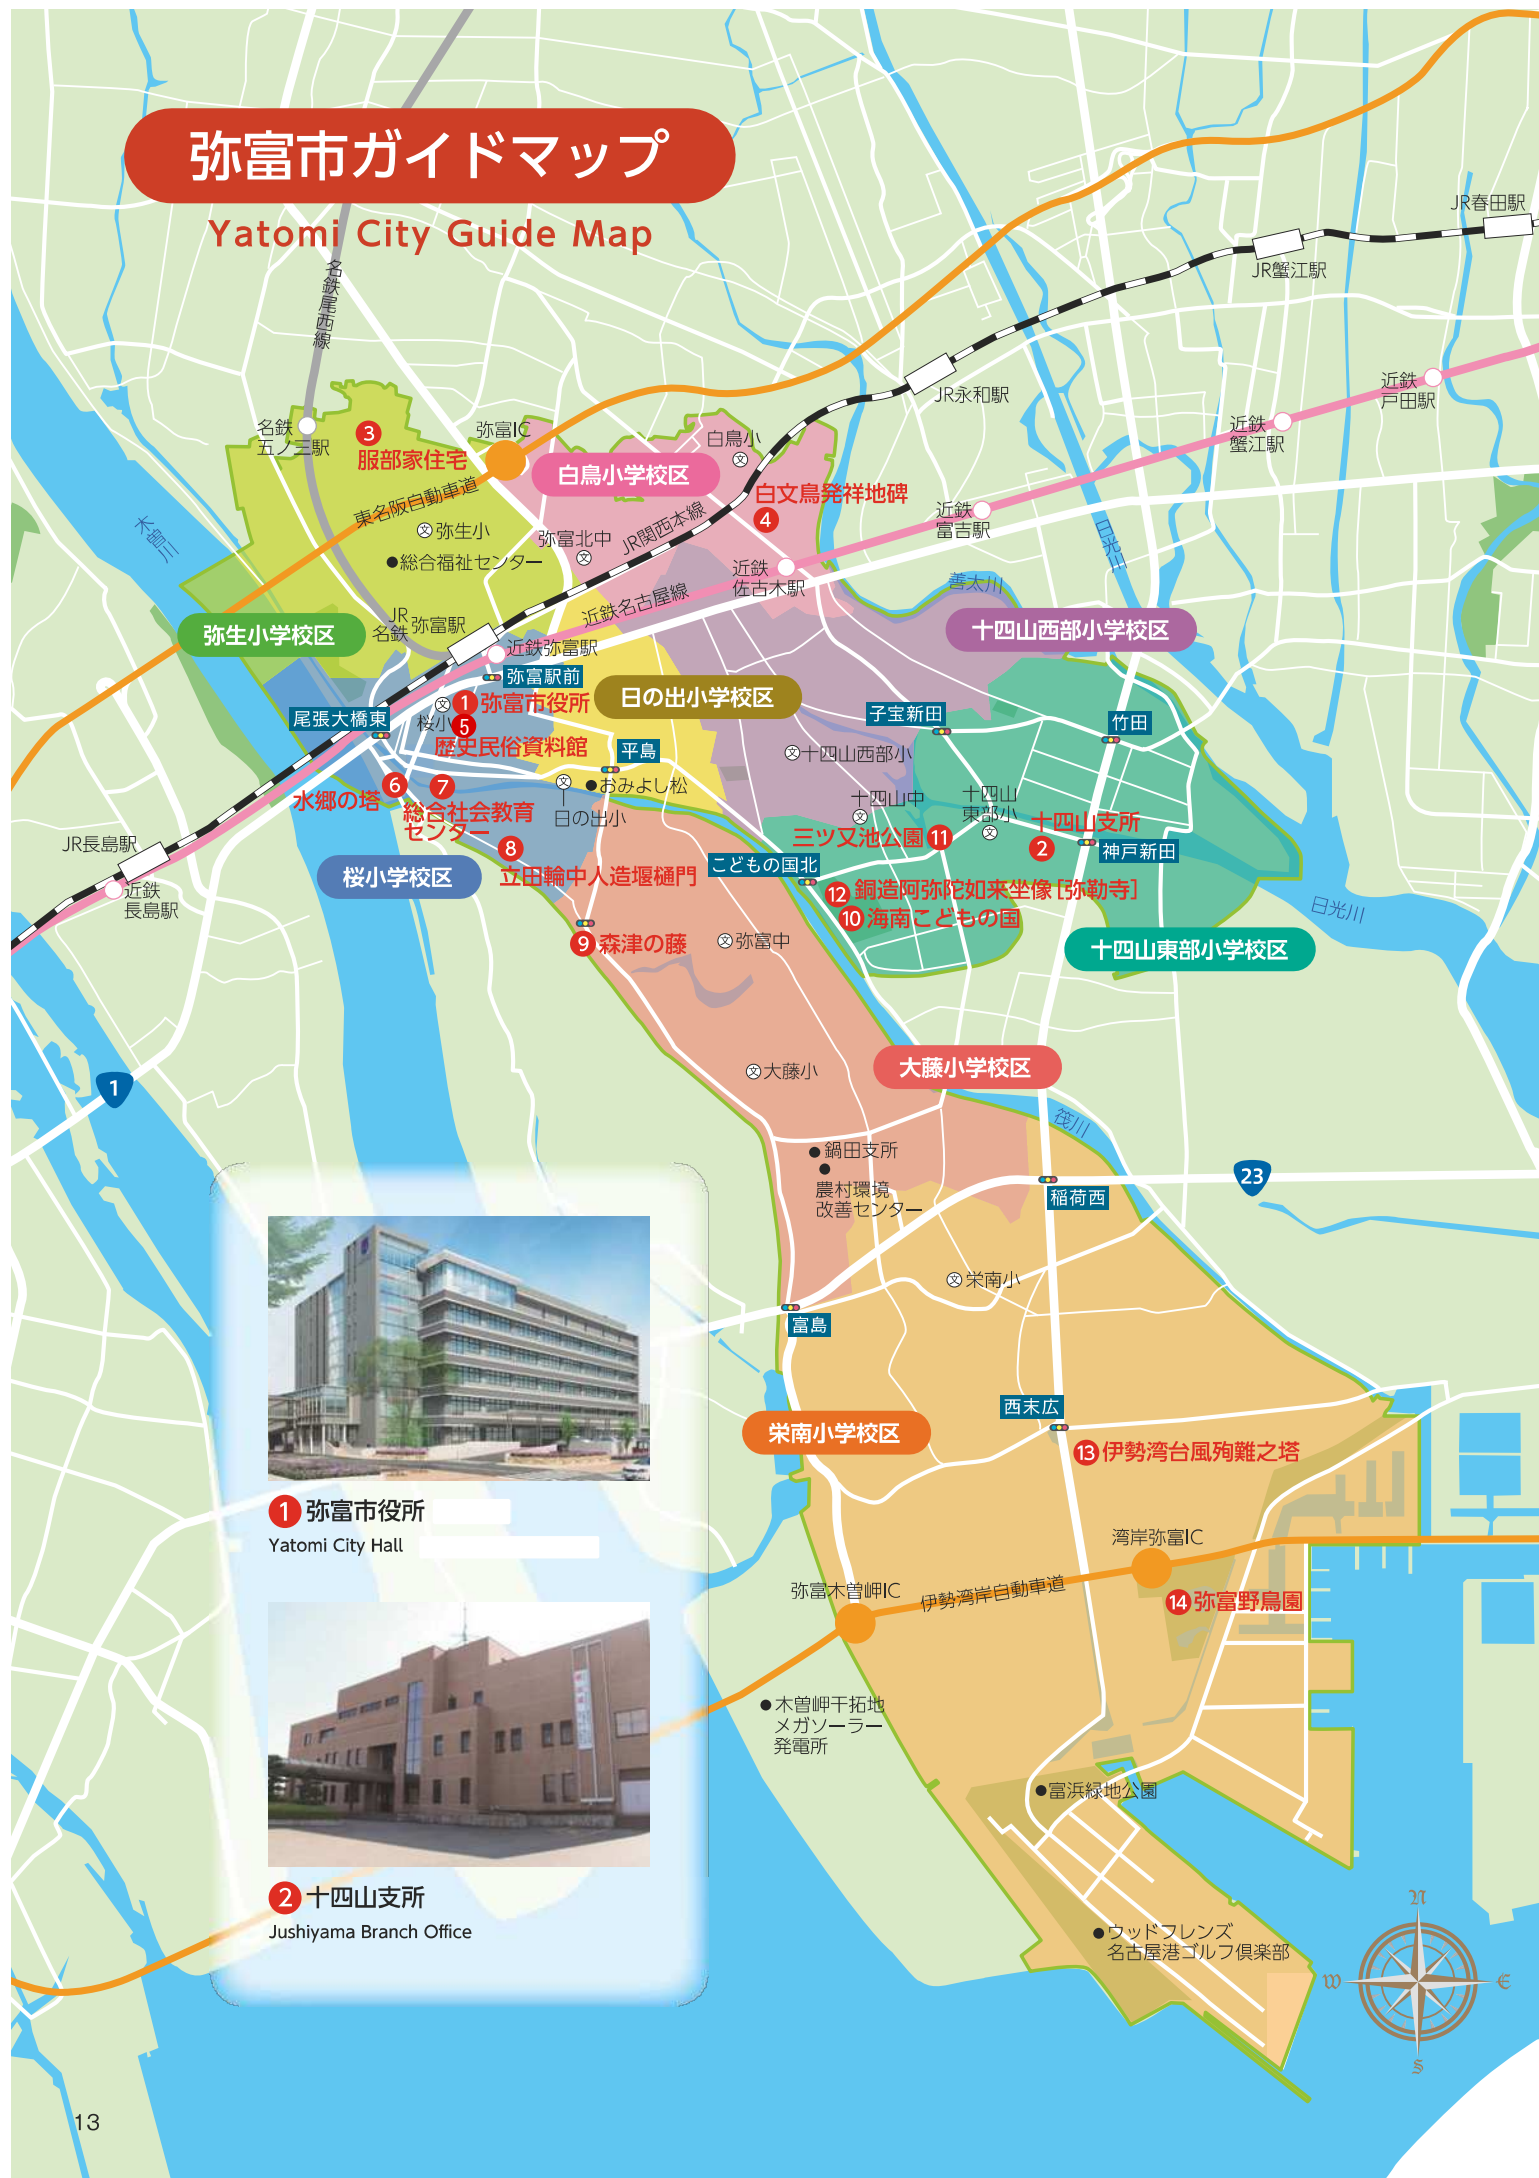 弥富市ガイドマップ
Yatomi City Guide Map
名鉄尾西線
JR春田駅
JR蟹江駅
JR永和駅
近鉄
戸田駅
近鉄
蟹江駅
近鉄
富吉駅
名鉄
五ノ三駅
3
服部家住宅
弥富IC
東名阪自動車道
白鳥小
文
白鳥小学校区
白文鳥発祥地碑
4
文 弥生小
総合福祉センター
弥富北中
文
JR関西本線
近鉄
佐古木駅
木曽川
日光川
善太川
近鉄名古屋線
弥生小学校区
JR
名鉄
弥富駅
近鉄弥富駅
弥富駅前
十四山西部小学校区
日の出小学校区
尾張大橋東
文
1 弥富市役所
桜小
5
歴史民俗資料館
子宝新田
竹田
平島
文 十四山西部小
6
水郷の塔
7
総合社会教育
センター
文
日の出小
おみよし松
十四山中
文
十四山
東部小
文
三ツ又池公園 11
十四山支所
2
神戸新田
JR長島駅
近鉄
長島駅
桜小学校区
8
立田輪中人造堰樋門
こどもの国北
12 銅造阿弥陀如来坐像[弥勒寺]
10 海南こどもの国
日光川
9 森津の藤
文 弥富中
十四山東部小学校区
文 大藤小
大藤小学校区
1
筏川
鍋田支所
農村環境
改善センター
23
稲荷西
文 栄南小
富島
西末広
栄南小学校区
13 伊勢湾台風殉難之塔
湾岸弥富IC
弥富木曽岬IC
伊勢湾岸自動車道
14 弥富野鳥園
木曽岬干拓地
メガソーラー
発電所
富浜緑地公園
ウッドフレンズ
名古屋港ゴルフ倶楽部
1 弥富市役所
Yatomi City Hall
2 十四山支所
Jushiyama Branch Office
N
W
E
S
13